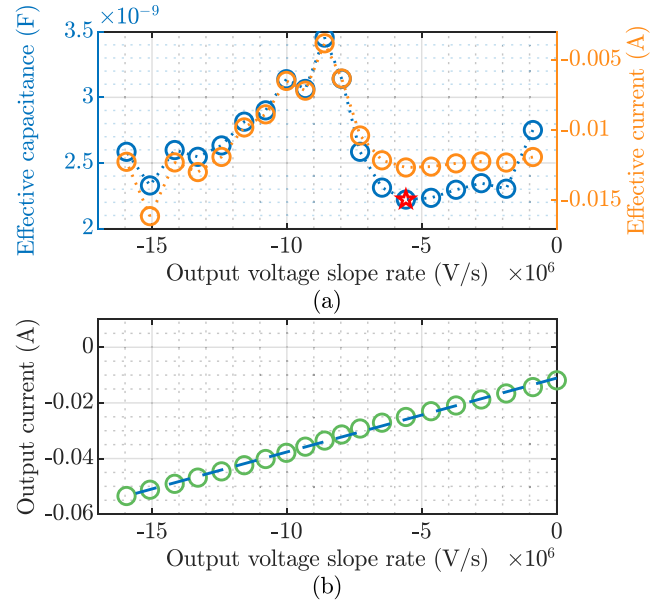 ×10⁻⁹
3.5
3
2.5
2
Effective capacitance (F)
-0.005
-0.01
-0.015
Effective current (A)
-15
-10
-5
0
Output voltage slope rate (V/s) ×10⁶
(a)
0
-0.02
-0.04
-0.06
Output current (A)
-15
-10
-5
0
Output voltage slope rate (V/s) ×10⁶
(b)